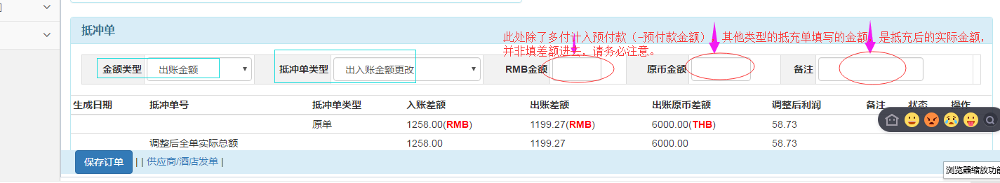 抵冲单
此处除了多付计入预付款（-预付款金额），其他类型的抵充单填写的金额，是抵充后的实际金额，
并非填差额进去，请务必注意。
金额类型 出账金额 抵冲单类型 出入账金额更改 RMB金额 原币金额 备注
生成日期 抵冲单号 抵冲单类型 入账差额 出账差额 出账原币差额 调整后利润 备注 状态 操作
原单 1258.00(RMB) 1199.27(RMB) 6000.00(THB) 58.73
调整后全单实际总额 1258.00 1199.27 6000.00 58.73
保存订单 | | 供应商/酒店发单 |
浏览器缩放功能